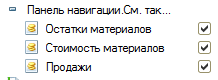 Панель навигации.См. так...
Остатки материалов
Стоимость материалов
Продажи